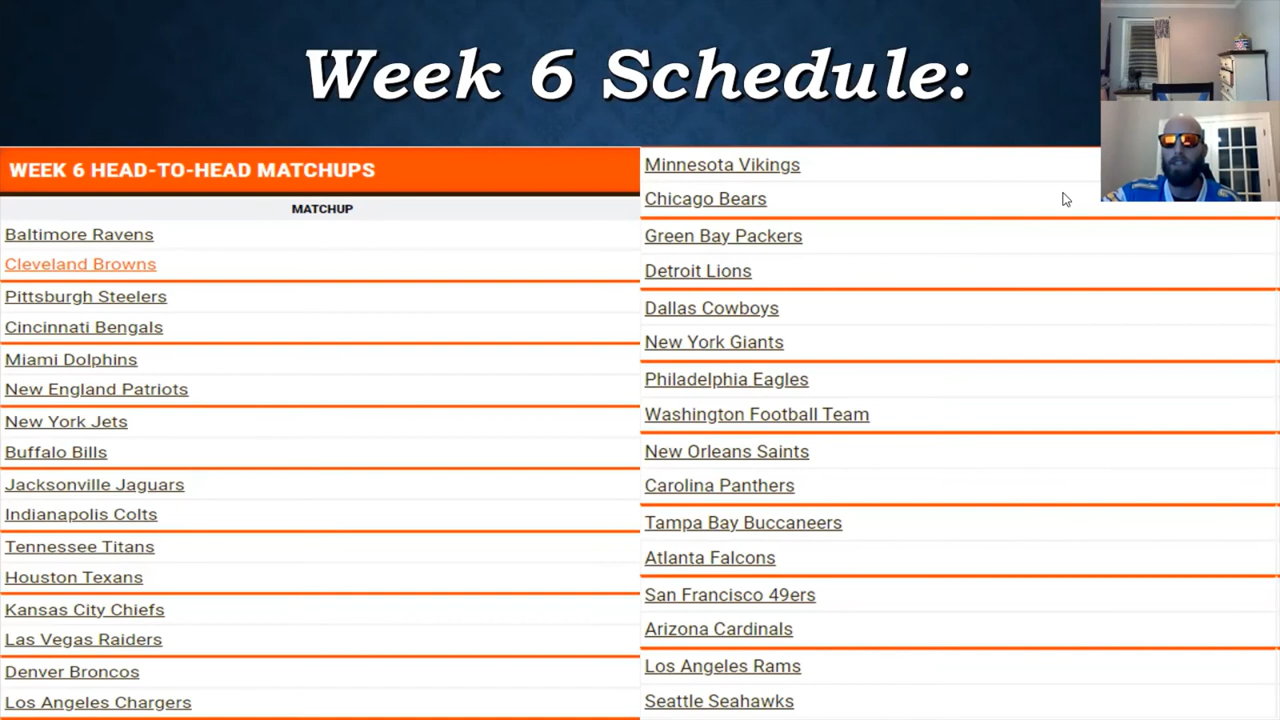 Week 6 Schedule:
WEEK 6 HEAD-TO-HEAD MATCHUPS
MATCHUP
Baltimore Ravens
Cleveland Browns
Pittsburgh Steelers
Cincinnati Bengals
Miami Dolphins
New England Patriots
New York Jets
Buffalo Bills
Jacksonville Jaguars
Indianapolis Colts
Tennessee Titans
Houston Texans
Kansas City Chiefs
Las Vegas Raiders
Denver Broncos
Los Angeles Chargers
Minnesota Vikings
Chicago Bears
Green Bay Packers
Detroit Lions
Dallas Cowboys
New York Giants
Philadelphia Eagles
Washington Football Team
New Orleans Saints
Carolina Panthers
Tampa Bay Buccaneers
Atlanta Falcons
San Francisco 49ers
Arizona Cardinals
Los Angeles Rams
Seattle Seahawks